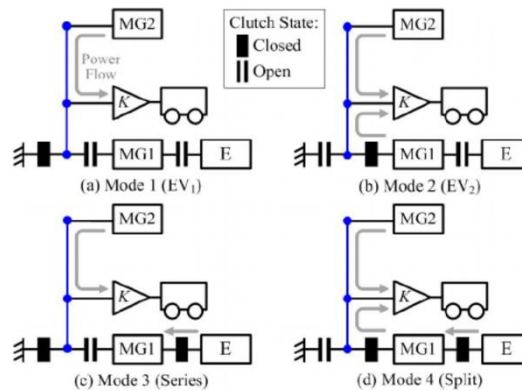 MG2
Power
Flow
K
MG1
E
(a) Mode 1 (EV₁)
Clutch State:
Closed
Open
MG2
K
MG1
E
(b) Mode 2 (EV₂)
MG2
K
MG1
E
(c) Mode 3 (Series)
MG2
K
MG1
E
(d) Mode 4 (Split)